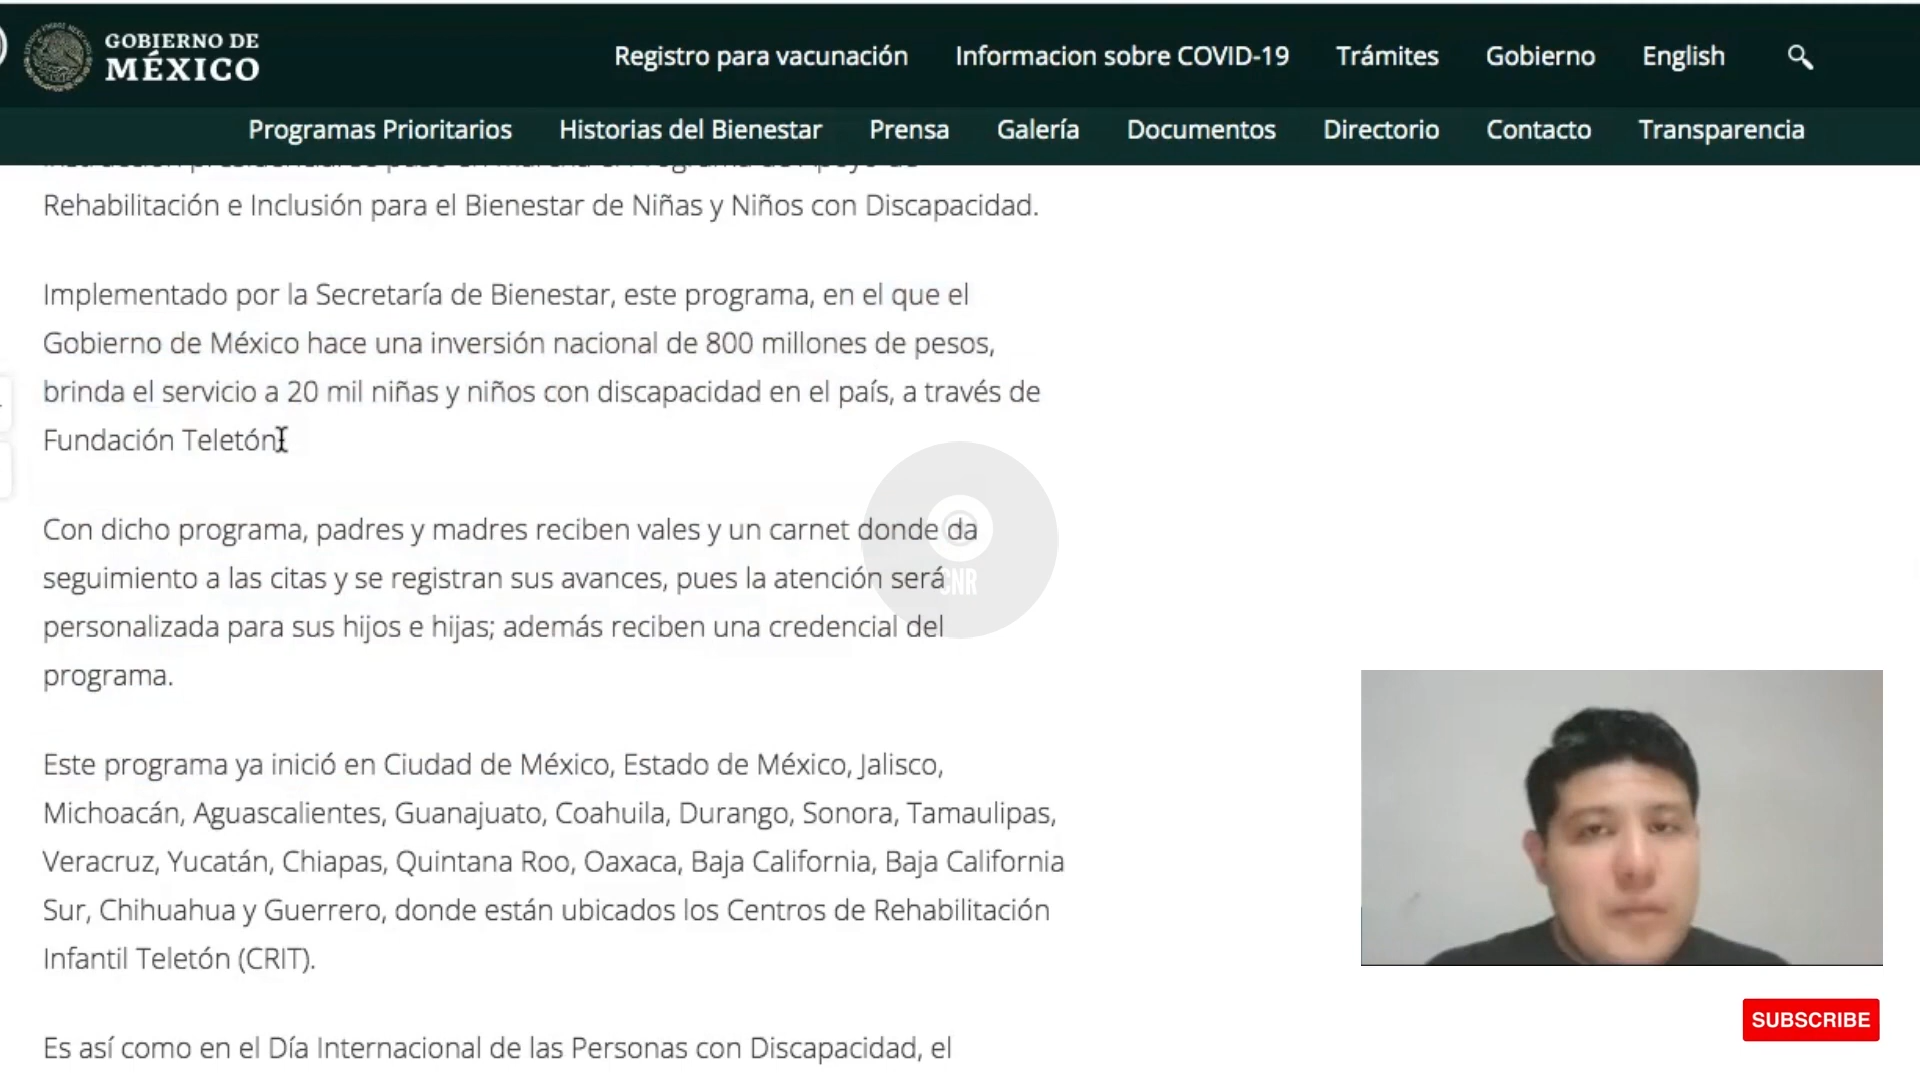 GOBIERNO DE
MÉXICO
Registro para vacunación Informacion sobre COVID-19 Trámites Gobierno English
Programas Prioritarios Historias del Bienestar Prensa Galería Documentos Directorio Contacto Transparencia
Rehabilitación e Inclusión para el Bienestar de Niñas y Niños con Discapacidad.
Implementado por la Secretaría de Bienestar, este programa, en el que el
Gobierno de México hace una inversión nacional de 800 millones de pesos,
brinda el servicio a 20 mil niñas y niños con discapacidad en el país, a través de
Fundación Teletón
Con dicho programa, padres y madres reciben vales y un carnet donde da
seguimiento a las citas y se registran sus avances, pues la atención será
personalizada para sus hijos e hijas; además reciben una credencial del
programa.
Este programa ya inició en Ciudad de México, Estado de México, Jalisco,
Michoacán, Aguascalientes, Guanajuato, Coahuila, Durango, Sonora, Tamaulipas,
Veracruz, Yucatán, Chiapas, Quintana Roo, Oaxaca, Baja California, Baja California
Sur, Chihuahua y Guerrero, donde están ubicados los Centros de Rehabilitación
Infantil Teletón (CRIT).
Es así como en el Día Internacional de las Personas con Discapacidad, el
CNR
SUBSCRIBE